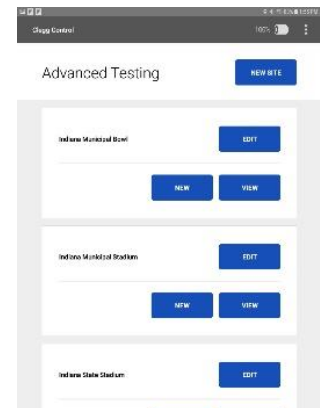 Clegg Control
100%
Advanced Testing
NEW SITE
Indiana Municipal Bowl
EDIT
NEW
VIEW
Indiana Municipal Stadium
EDIT
NEW
VIEW
Indiana State Stadium
EDIT